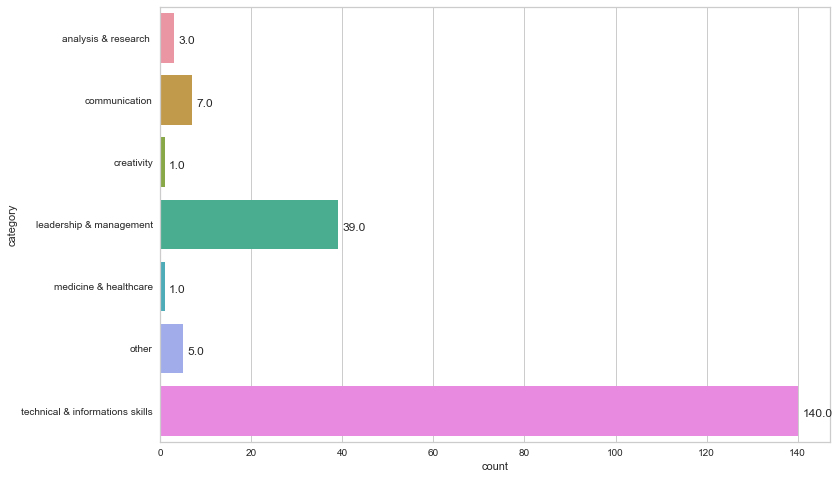 analysis & research
3.0
communication
7.0
creativity
1.0
leadership & management
39.0
medicine & healthcare
1.0
other
5.0
technical & informations skills
140.0
category
0 20 40 60 80 100 120 140
count